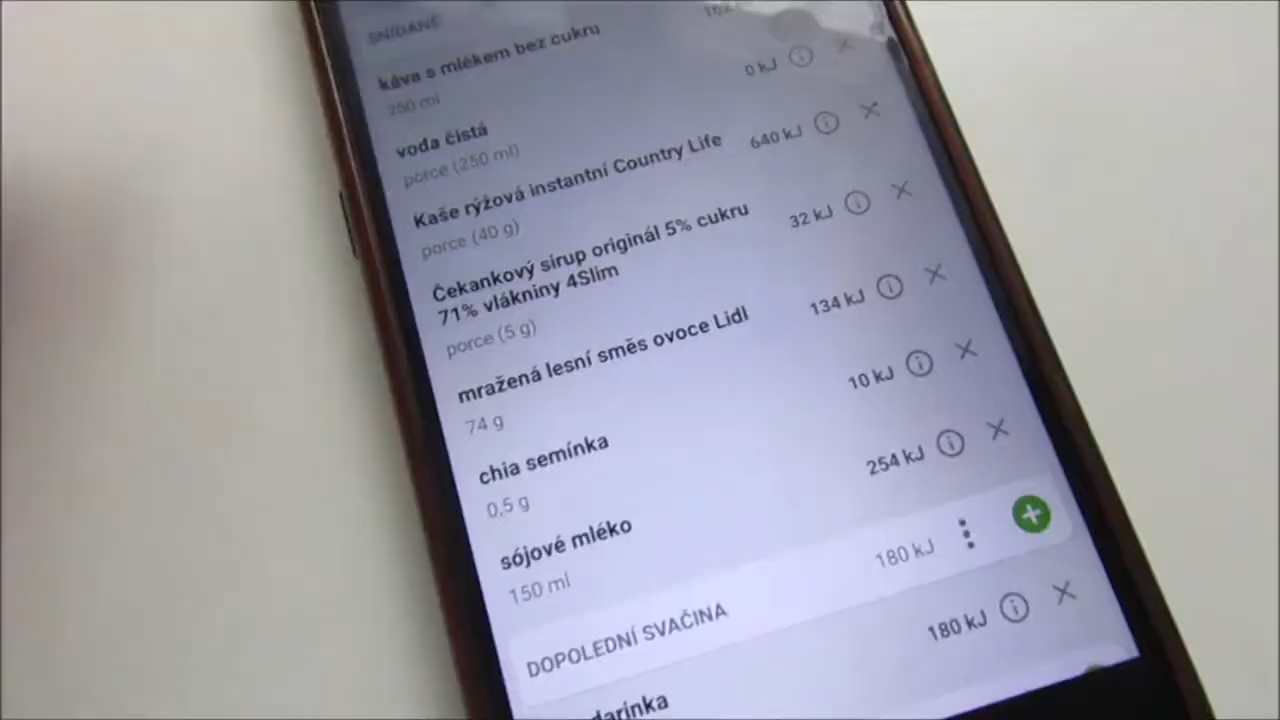 SNÍDANĚ
káva s mlékem bez cukru
250 ml
voda čistá
0 kJ
porce (250 ml)
Kaše rýžová instantní Country Life
640 kJ
porce (40 g)
Čekankový sirup originál 5% cukru
71% vlákniny 4Slim
32 kJ
porce (5 g)
mražená lesní směs ovoce Lidl
134 kJ
74 g
chia semínka
10 kJ
0,5 g
sójové mléko
254 kJ
150 ml
DOPOLEDNÍ SVAČINA
180 kJ
darinka
180 kJ